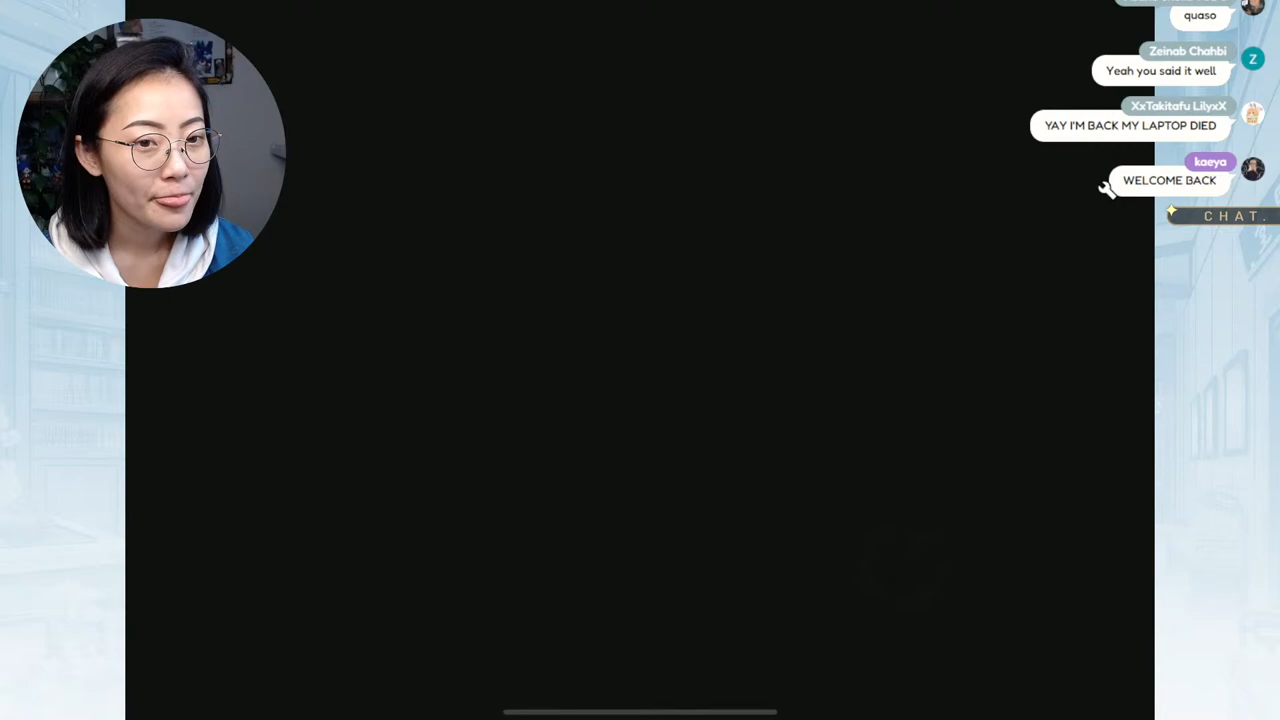 quaso
Zeinab Chahbi
Z
Yeah you said it well
XxTakitafu LilyxX
YAY I'M BACK MY LAPTOP DIED
kaeya
WELCOME BACK
CHAT.